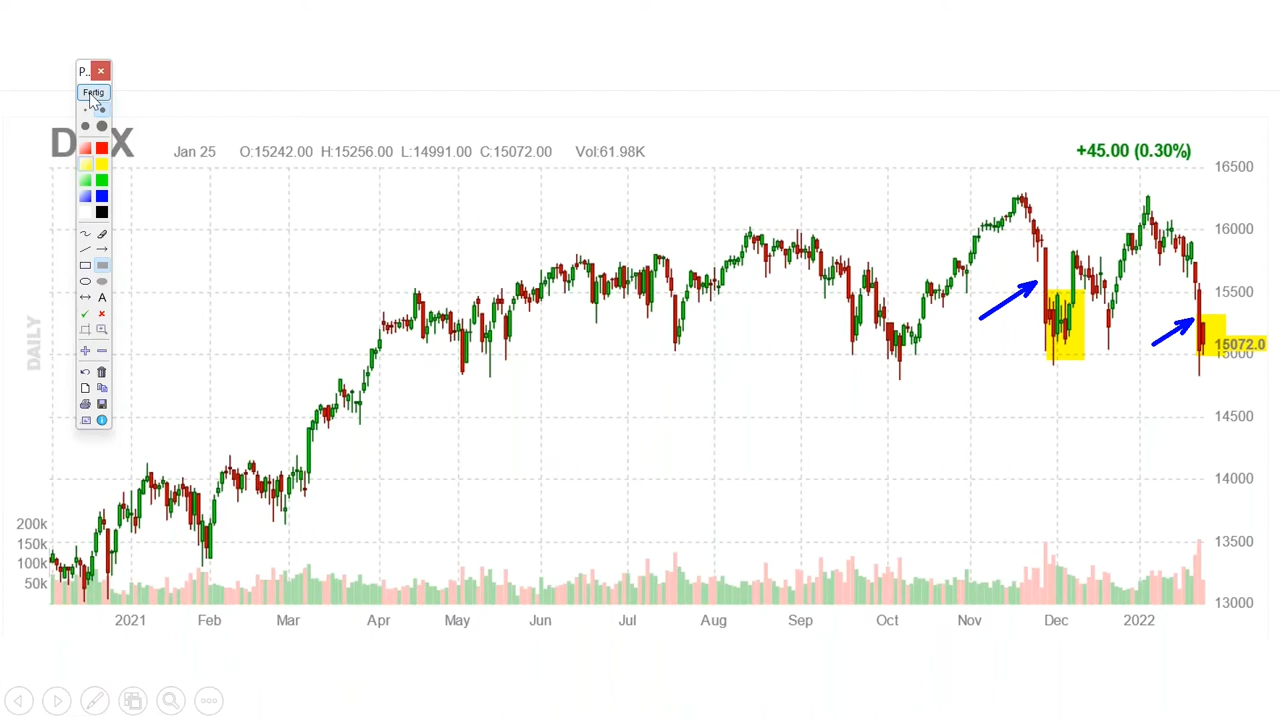 P..
Fertig
D X
Jan 25 O:15242.00 H:15256.00 L:14991.00 C:15072.00 Vol:61.98K
+45.00 (0.30%)
16500
16000
15500
15072.0
15000
14500
14000
13500
13000
DAILY
200k
150k
100k
50k
A
2021 Feb Mar Apr May Jun Jul Aug Sep Oct Nov Dec 2022